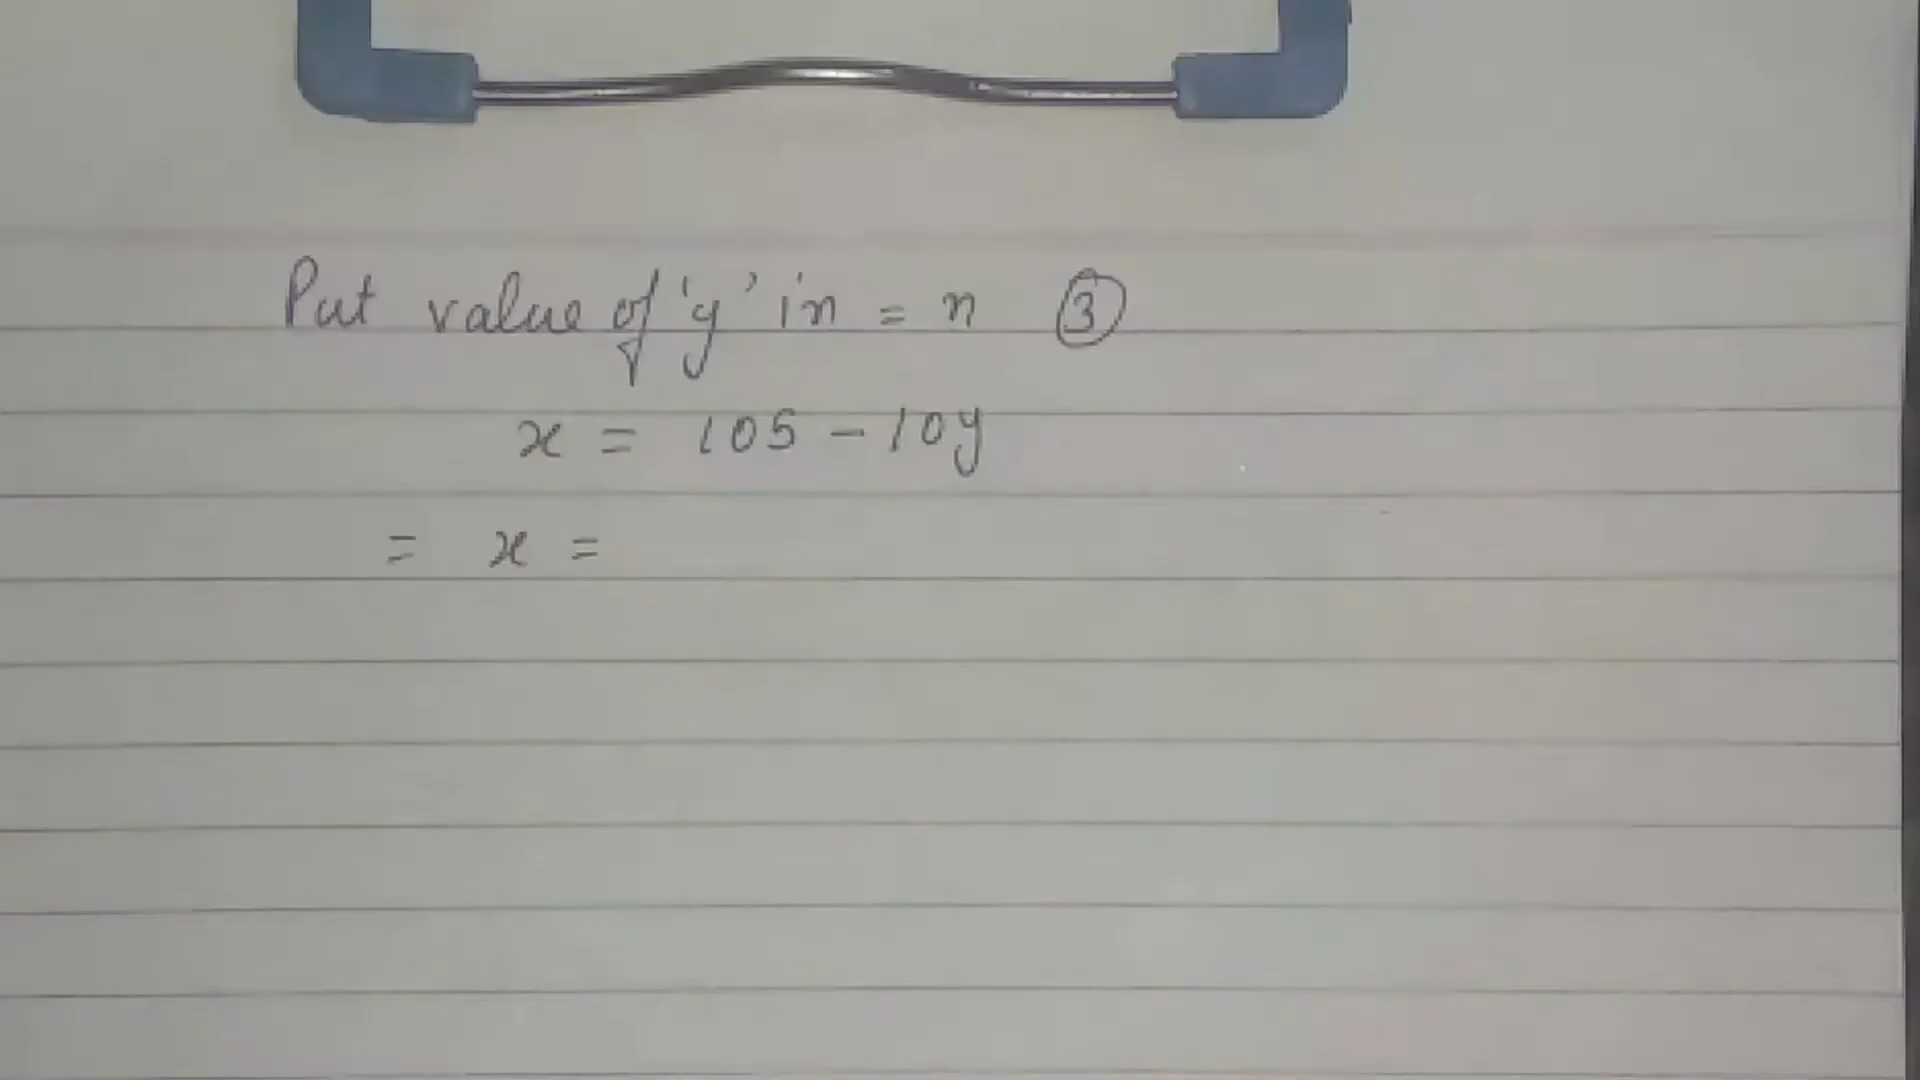 Put value of 'y' in = n ③
x = 105 - 10y
= x =